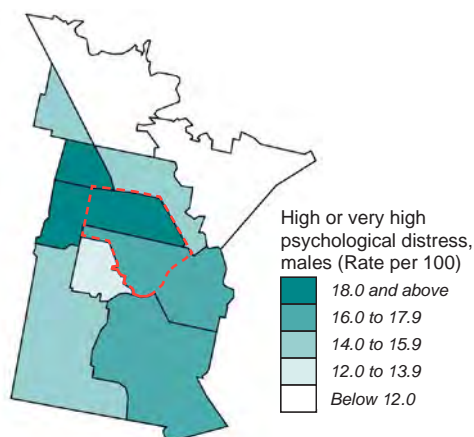 High or very high
psychological distress,
males (Rate per 100)
18.0 and above
16.0 to 17.9
14.0 to 15.9
12.0 to 13.9
Below 12.0